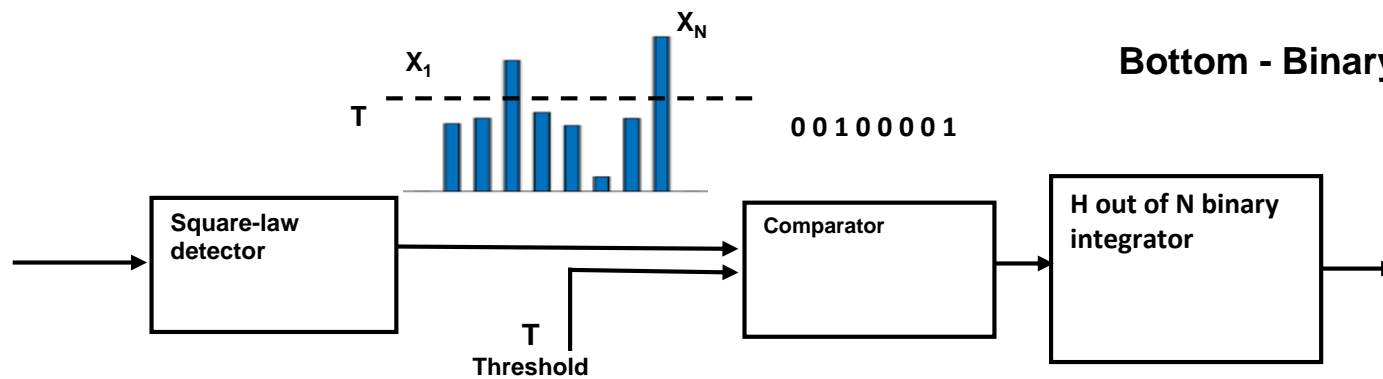 X_N
X_1
Bottom - Binary
T
0 0 1 0 0 0 0 1
Square-law
detector
Comparator
H out of N binary
integrator
T
Threshold